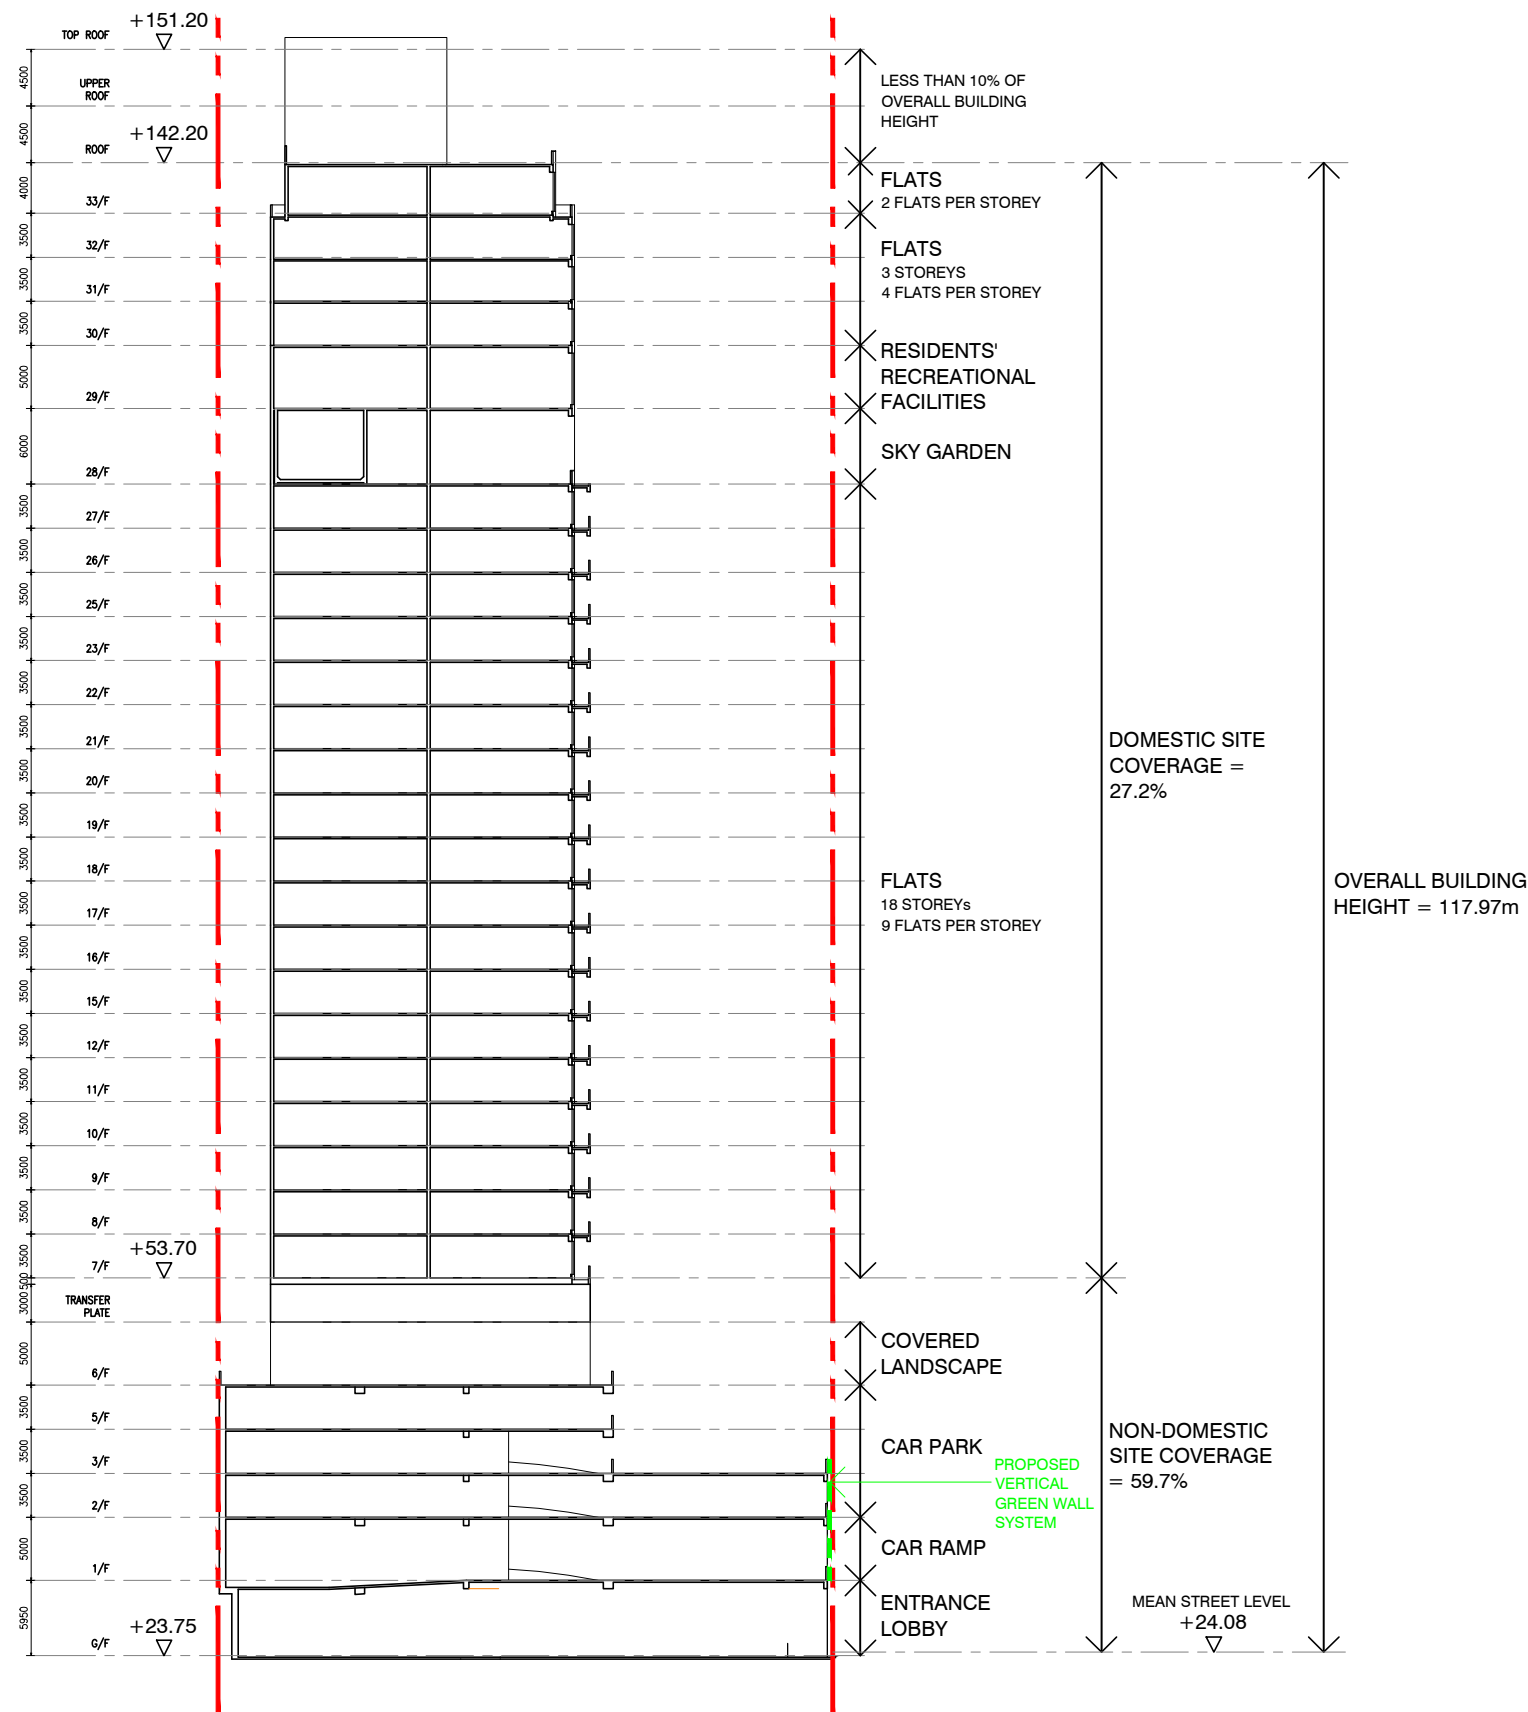 +151.20
TOP ROOF
4500
UPPER
ROOF
LESS THAN 10% OF
OVERALL BUILDING
HEIGHT
4500
+142.20
ROOF
4000
33/F
FLATS
2 FLATS PER STOREY
3500
32/F
FLATS
3 STOREYS
4 FLATS PER STOREY
3500
31/F
3500
30/F
RESIDENTS'
RECREATIONAL
FACILITIES
5000
29/F
6000
SKY GARDEN
28/F
3500
27/F
3500
26/F
3500
25/F
3500
23/F
3500
22/F
3500
21/F
DOMESTIC SITE
COVERAGE =
27.2%
3500
20/F
3500
19/F
3500
18/F
FLATS
18 STOREYs
9 FLATS PER STOREY
OVERALL BUILDING
HEIGHT = 117.97m
3500
17/F
3500
16/F
3500
15/F
3500
12/F
3500
11/F
3500
10/F
3500
9/F
3500
8/F
3500
+53.70
7/F
500
3000
TRANSFER
PLATE
5000
COVERED
LANDSCAPE
6/F
3500
5/F
3500
CAR PARK
3/F
NON-DOMESTIC
SITE COVERAGE
= 59.7%
PROPOSED
VERTICAL
GREEN WALL
SYSTEM
3500
2/F
5000
CAR RAMP
1/F
5950
ENTRANCE
LOBBY
+23.75
G/F
MEAN STREET LEVEL
+24.08